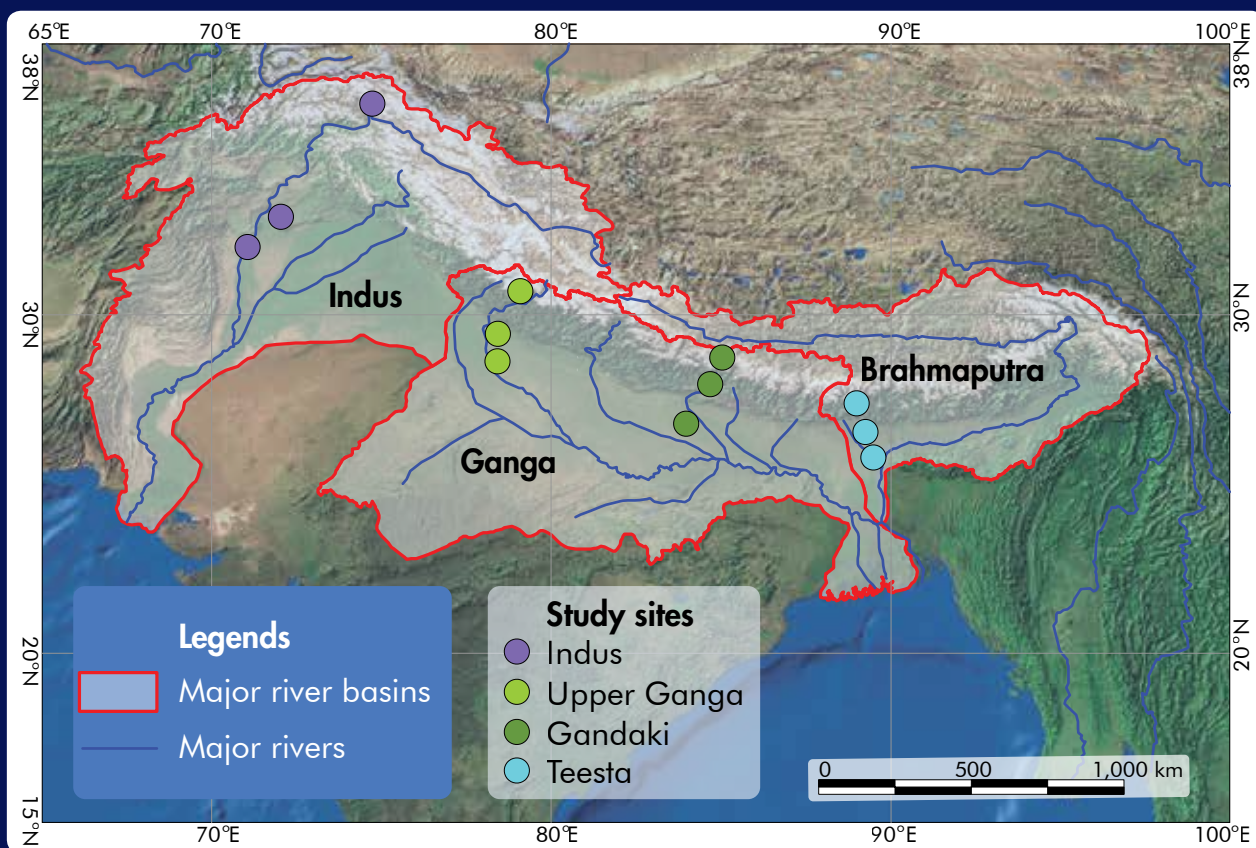 65°E
70°E
80°E
90°E
100°E
38°N
38°N
Indus
30°N
30°N
Brahmaputra
Ganga
Legends
Major river basins
Major rivers
Study sites
Indus
Upper Ganga
Gandaki
Teesta
20°N
20°N
0 500 1,000 km
15°N
15°N
70°E
80°E
90°E
100°E